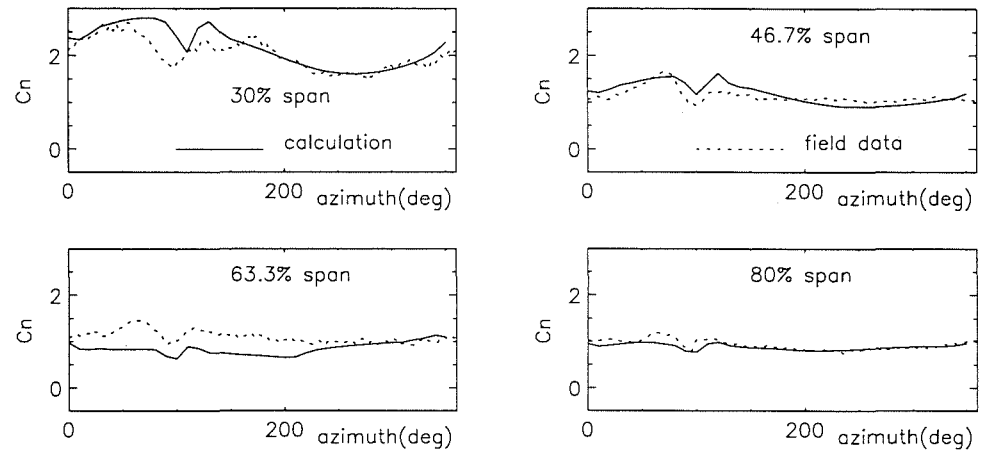 2
Cn
0
30% span
calculation
0
200
azimuth(deg)
2
Cn
0
46.7% span
field data
0
200
azimuth(deg)
2
Cn
0
63.3% span
0
200
azimuth(deg)
2
Cn
0
80% span
0
200
azimuth(deg)